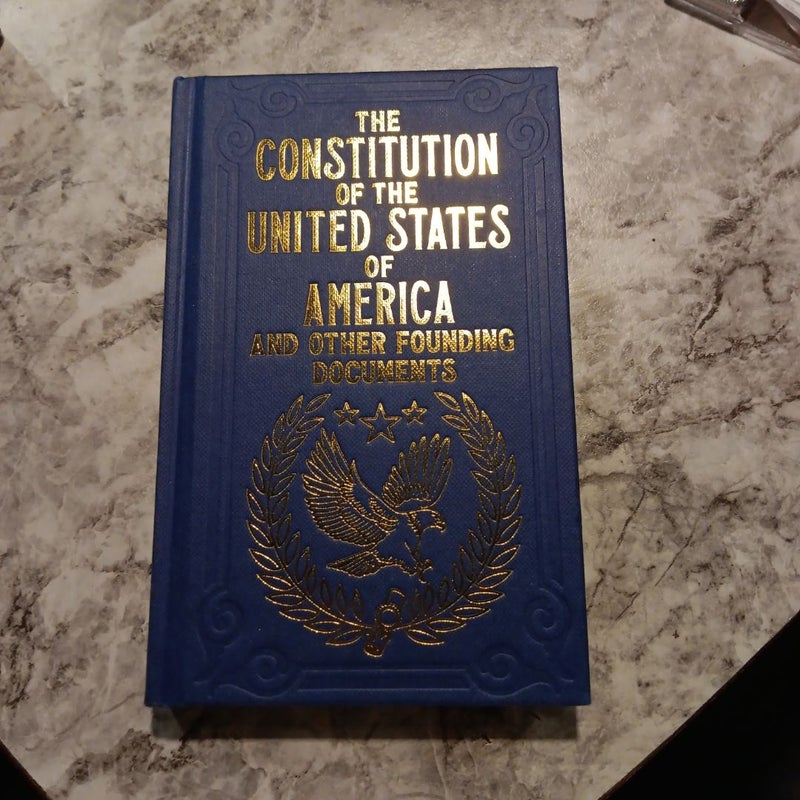 THE
CONSTITUTION
OF THE
UNITED STATES
OF
AMERICA
AND OTHER FOUNDING
DOCUMENTS